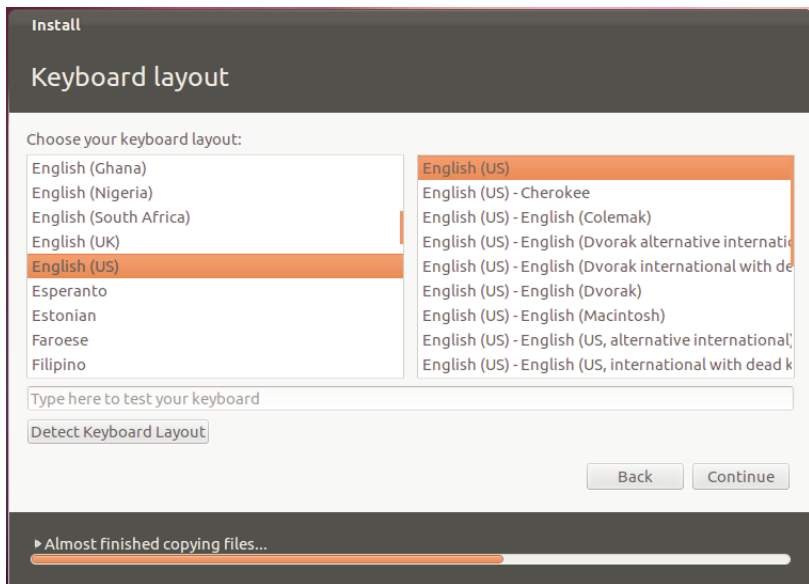 Install
Keyboard layout
Choose your keyboard layout:
English (Ghana)
English (Nigeria)
English (South Africa)
English (UK)
English (US)
Esperanto
Estonian
Faroese
Filipino
English (US)
English (US) - Cherokee
English (US) - English (Colemak)
English (US) - English (Dvorak alternative internatio
English (US) - English (Dvorak international with de
English (US) - English (Dvorak)
English (US) - English (Macintosh)
English (US) - English (US, alternative international)
English (US) - English (US, international with dead k
Type here to test your keyboard
Detect Keyboard Layout
Back
Continue
Almost finished copying files...